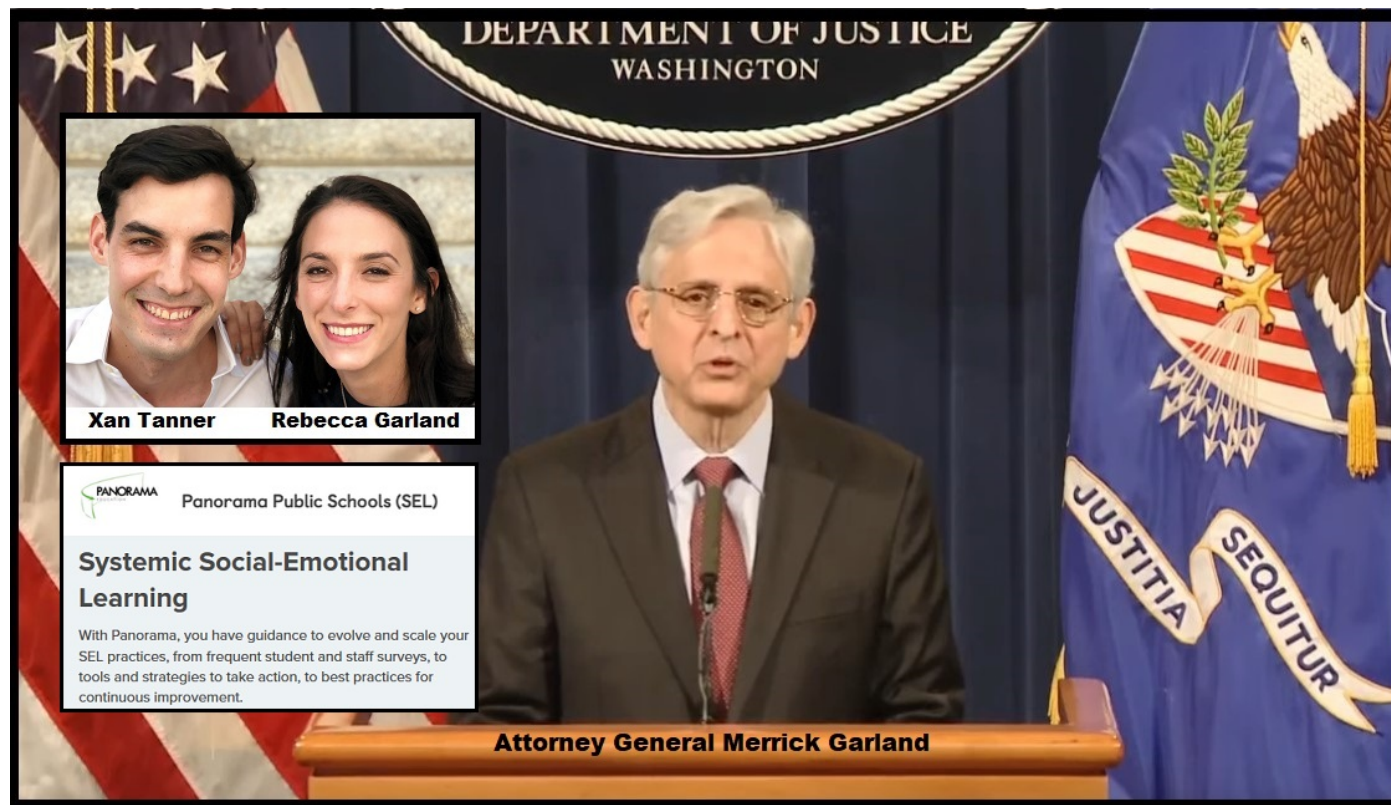 DEPARTMENT OF JUSTICE
WASHINGTON
Xan Tanner
Rebecca Garland
PANORAMA
Panorama Public Schools (SEL)
Systemic Social-Emotional
Learning
With Panorama, you have guidance to evolve and scale your
SEL practices, from frequent student and staff surveys, to
tools and strategies to take action, to best practices for
continuous improvement.
JUSTITIA
SEQUITUR
Attorney General Merrick Garland